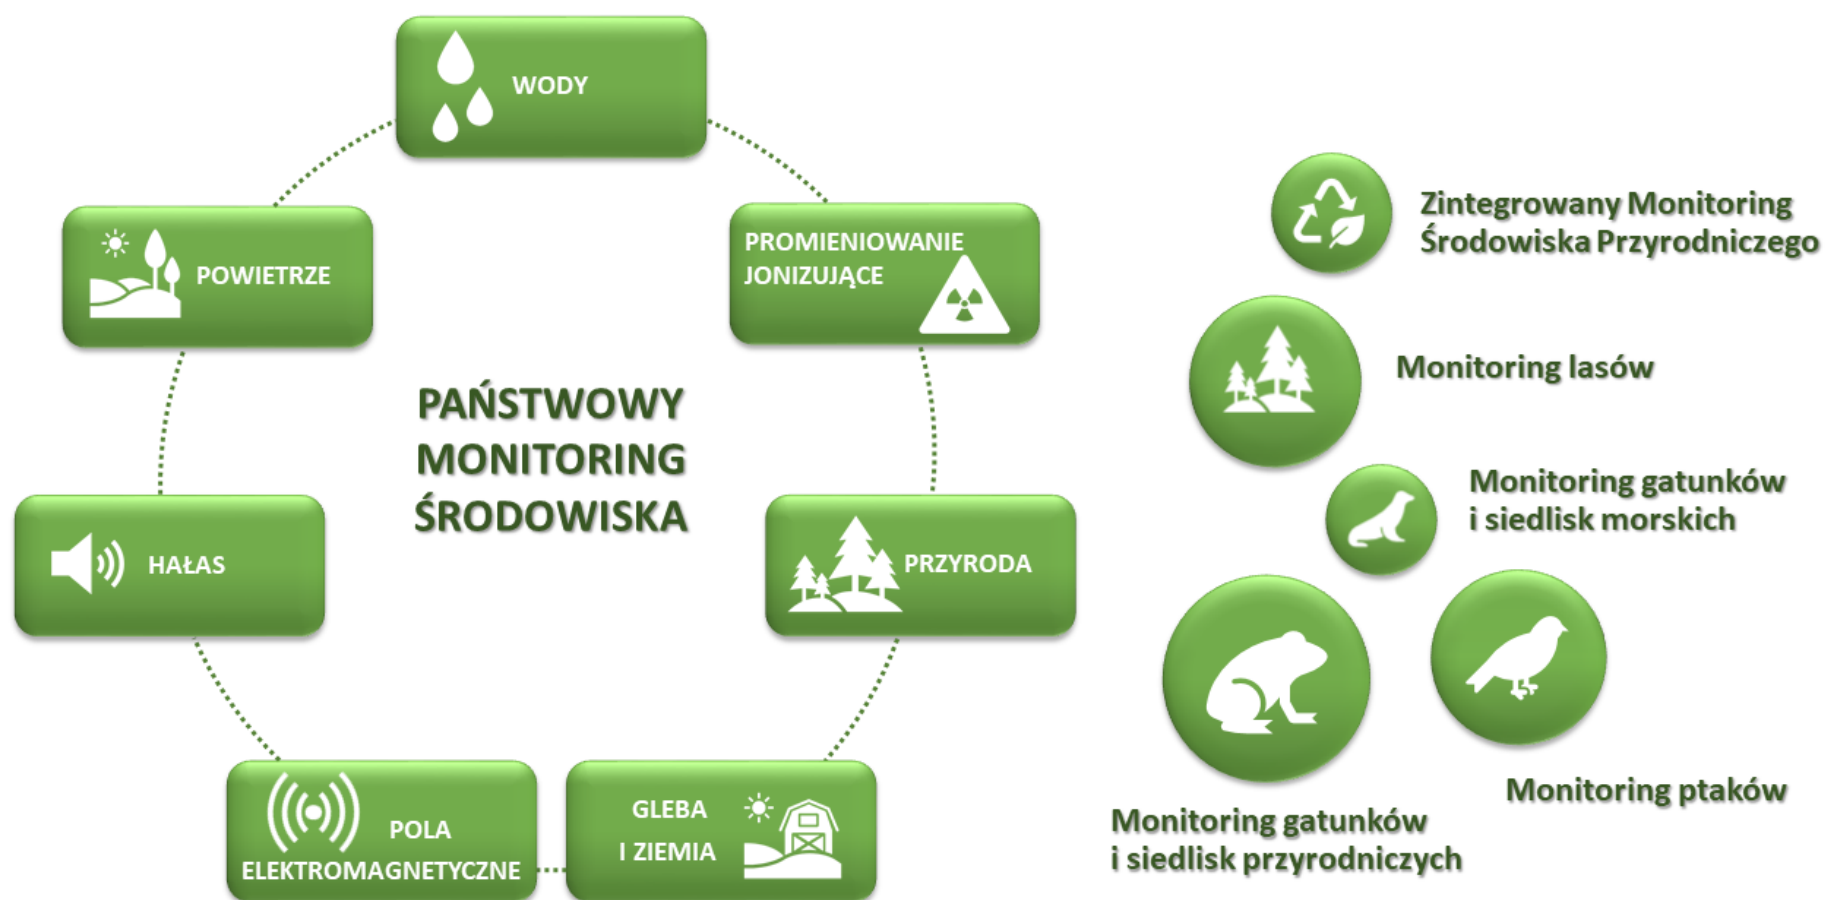 WODY
POWIETRZE
PROMIENIOWANIE
JONIZUJĄCE
PAŃSTWOWY
MONITORING
ŚRODOWISKA
HAŁAS
PRZYRODA
POLA
ELEKTROMAGNETYCZNE
GLEBA
I ZIEMIA
Zintegrowany Monitoring
Środowiska Przyrodniczego
Monitoring lasów
Monitoring gatunków
i siedlisk morskich
Monitoring ptaków
Monitoring gatunków
i siedlisk przyrodniczych